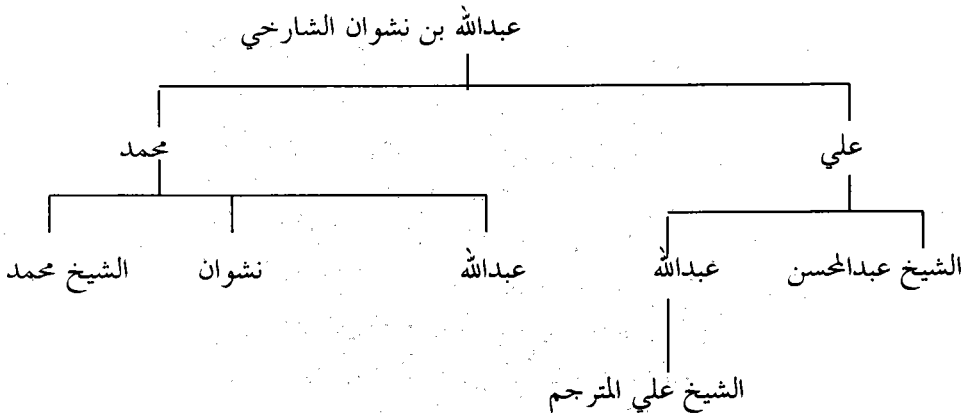 عبدالله بن نشوان الشارخي
علي
محمد
الشيخ عبدالمحسن
عبدالله
عبدالله
نشوان
الشيخ محمد
الشيخ علي المترجم